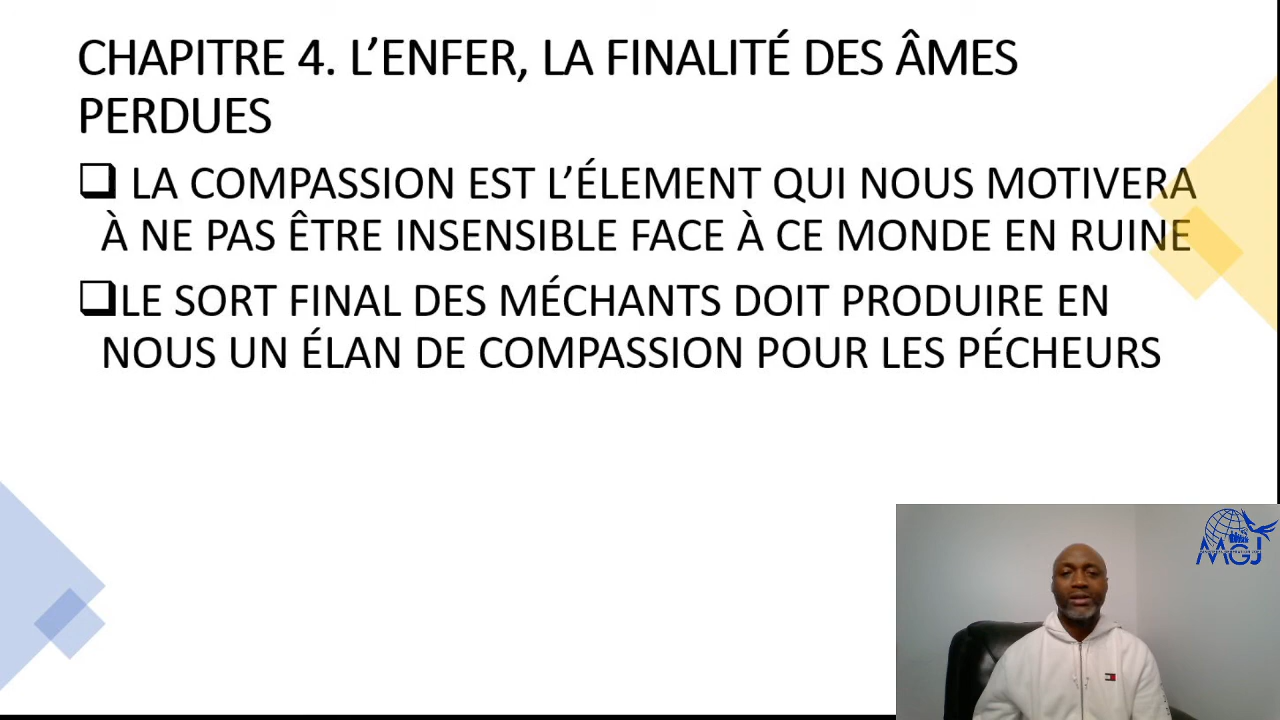 CHAPITRE 4. L’ENFER, LA FINALITÉ DES ÂMES
PERDUES
LA COMPASSION EST L’ÉLEMENT QUI NOUS MOTIVERA
À NE PAS ÊTRE INSENSIBLE FACE À CE MONDE EN RUINE
LE SORT FINAL DES MÉCHANTS DOIT PRODUIRE EN
NOUS UN ÉLAN DE COMPASSION POUR LES PÉCHEURS
MGJ